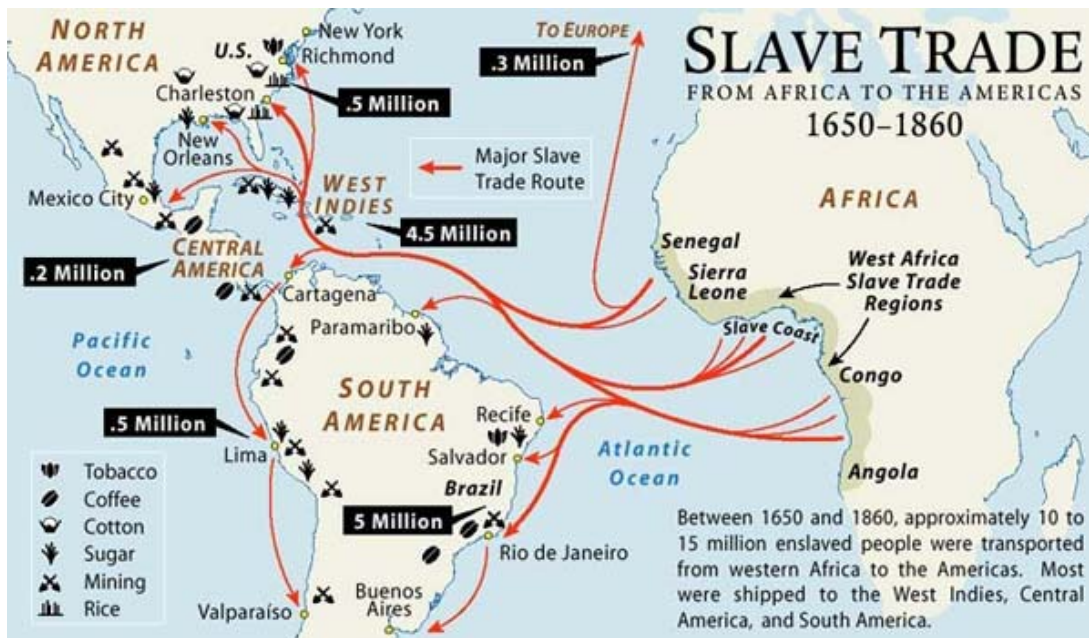 SLAVE TRADE
FROM AFRICA TO THE AMERICAS
1650–1860
NORTH
AMERICA
U.S.
New York
Richmond
Charleston
.5 Million
New
Orleans
Mexico City
WEST
INDIES
4.5 Million
CENTRAL
AMERICA
.2 Million
TO EUROPE
.3 Million
Major Slave
Trade Route
AFRICA
Senegal
Sierra
Leone
West Africa
Slave Trade
Regions
Slave Coast
Congo
Angola
Cartagena
Paramaribo
Pacific
Ocean
SOUTH
AMERICA
.5 Million
Lima
Recife
Salvador
Brazil
5 Million
Rio de Janeiro
Atlantic
Ocean
Valparaíso
Buenos
Aires
Tobacco
Coffee
Cotton
Sugar
Mining
Rice
Between 1650 and 1860, approximately 10 to
15 million enslaved people were transported
from western Africa to the Americas. Most
were shipped to the West Indies, Central
America, and South America.